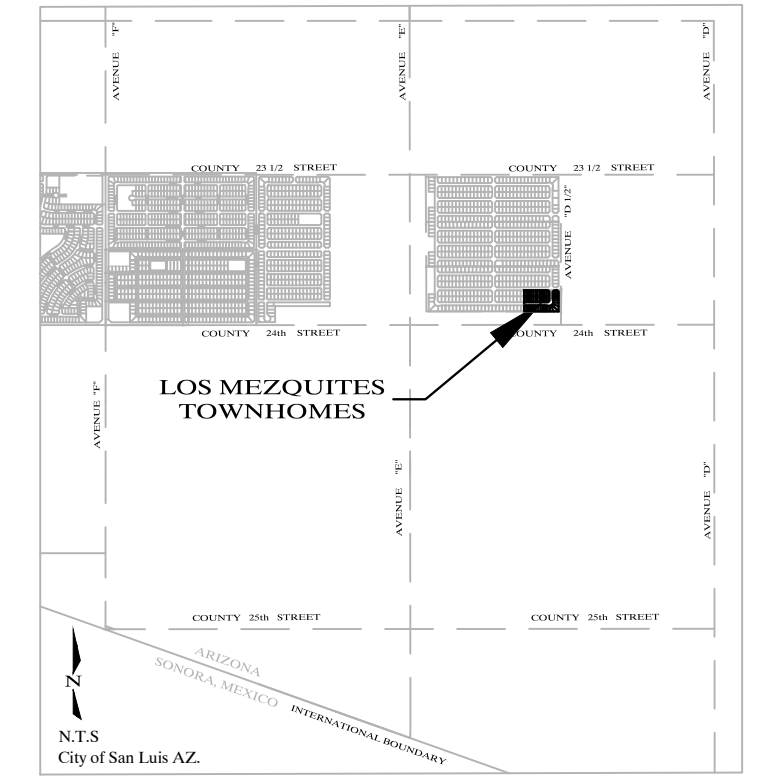 AVENUE "F"
AVENUE "E"
AVENUE "D"
COUNTY 23 1/2 STREET
COUNTY 23 1/2 STREET
AVENUE "D 1/2"
COUNTY 24th STREET
COUNTY 24th STREET
LOS MEZQUITES
TOWNHOMES
AVENUE "F"
AVENUE "E"
AVENUE "D"
COUNTY 25th STREET
COUNTY 25th STREET
ARIZONA
SONORA, MEXICO
INTERNATIONAL BOUNDARY
N
N.T.S
City of San Luis AZ.